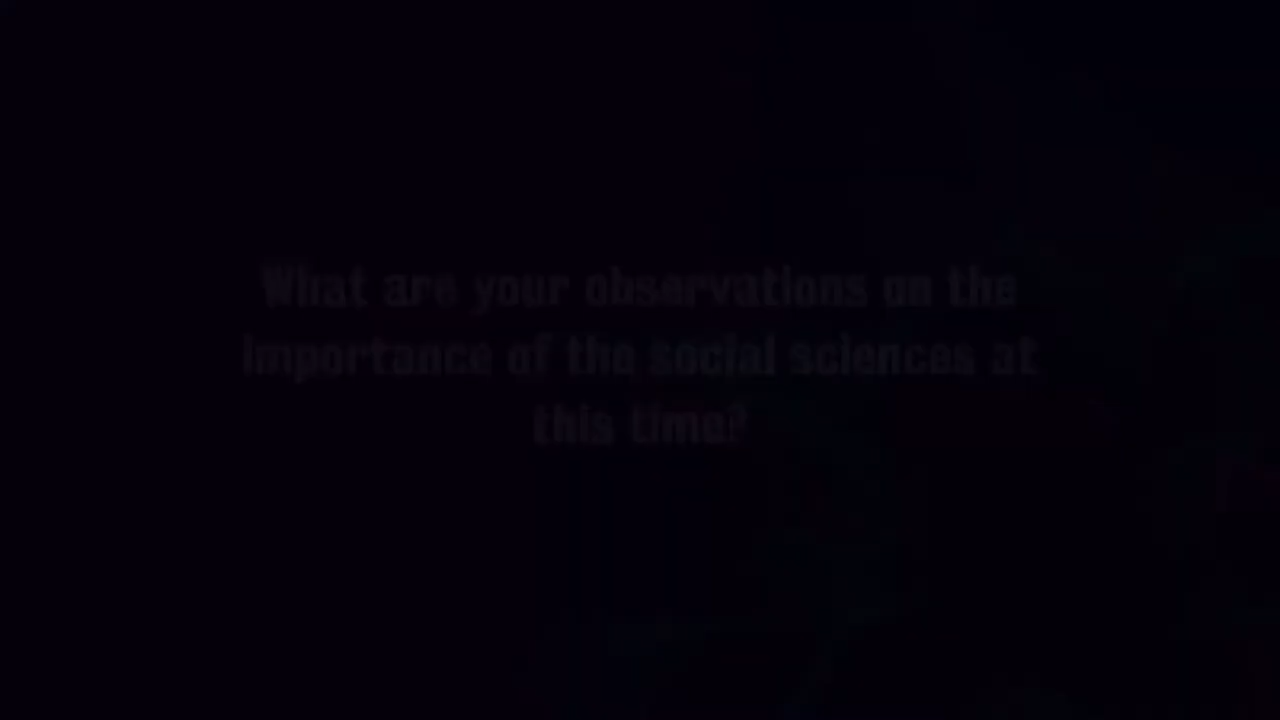 What are your observations on the
importance of the social sciences at
this time?